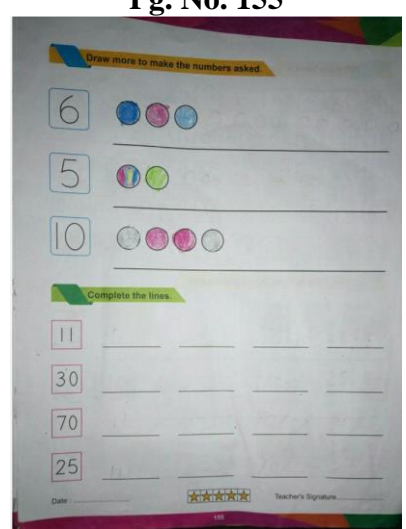 Pg. No. 155
Draw more to make the numbers asked.
6
5
10
Complete the lines.
11
30
70
25
Date :
Teacher's Signature
155